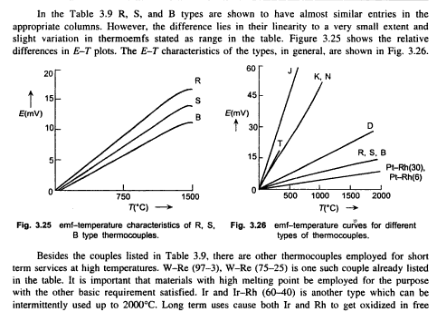 In the Table 3.9 R, S, and B types are shown to have almost similar entries in the
appropriate columns. However, the difference lies in their linearity to a very small extent and
slight variation in thermoemfs stated as range in the table. Figure 3.25 shows the relative
differences in E–T plots. The E–T characteristics of the types, in general, are shown in Fig. 3.26.
20
15
E(mV)
10
5
R
S
B
750
1500
T(°C)
Fig. 3.25 emf–temperature characteristics of R, S,
B type thermocouples.
60
45
E(mV)
30
15
J
K, N
D
T
R, S, B
Pt–Rh(30),
Pt–Rh(6)
500
1000
1500
2000
T(°C)
Fig. 3.26 emf–temperature curves for different
types of thermocouples.
Besides the couples listed in Table 3.9, there are other thermocouples employed for short
term services at high temperatures. W–Re (97–3), W–Re (75–25) is one such couple already listed
in the table. It is important that materials with high melting point be employed for the purpose
with the other basic requirement satisfied. Ir and Ir–Rh (60–40) is another type which can be
intermittently used up to 2000°C. Long term uses cause both Ir and Rh to get oxidized in free